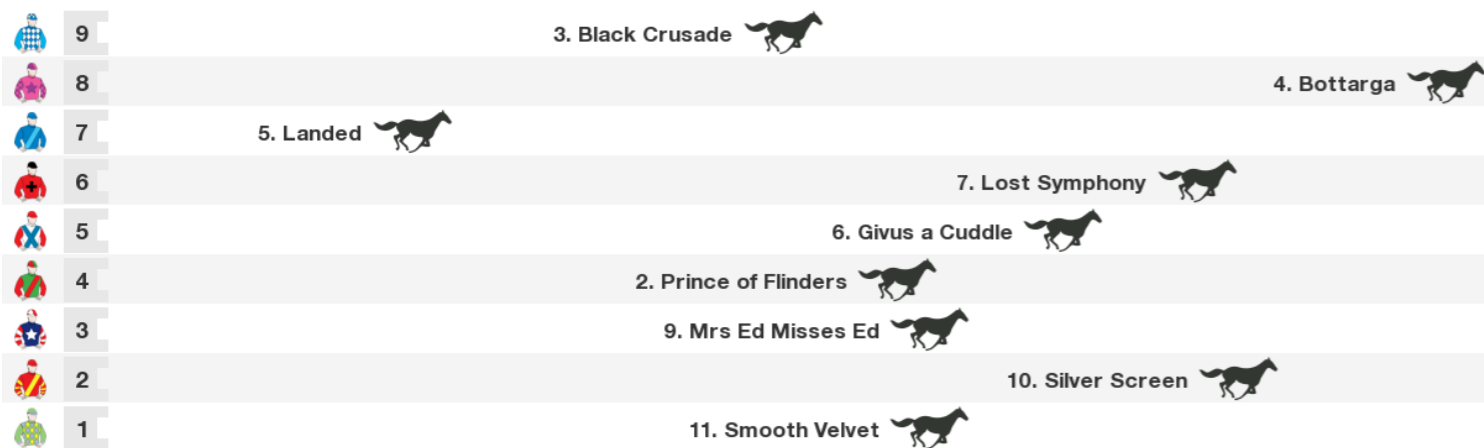 9 3. Black Crusade
8 4. Bottarga
7 5. Landed
6 7. Lost Symphony
5 6. Givus a Cuddle
4 2. Prince of Flinders
3 9. Mrs Ed Misses Ed
2 10. Silver Screen
1 11. Smooth Velvet